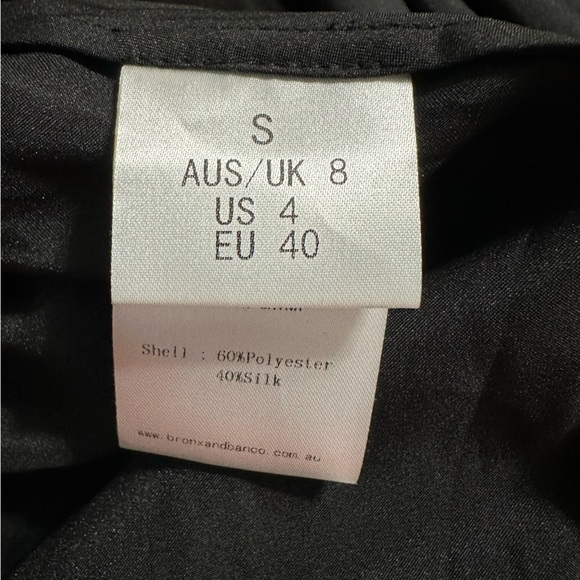 S
AUS/UK 8
US 4
EU 40
Shell : 60%Polyester
40%Silk
www.bronxandbanco.com.au